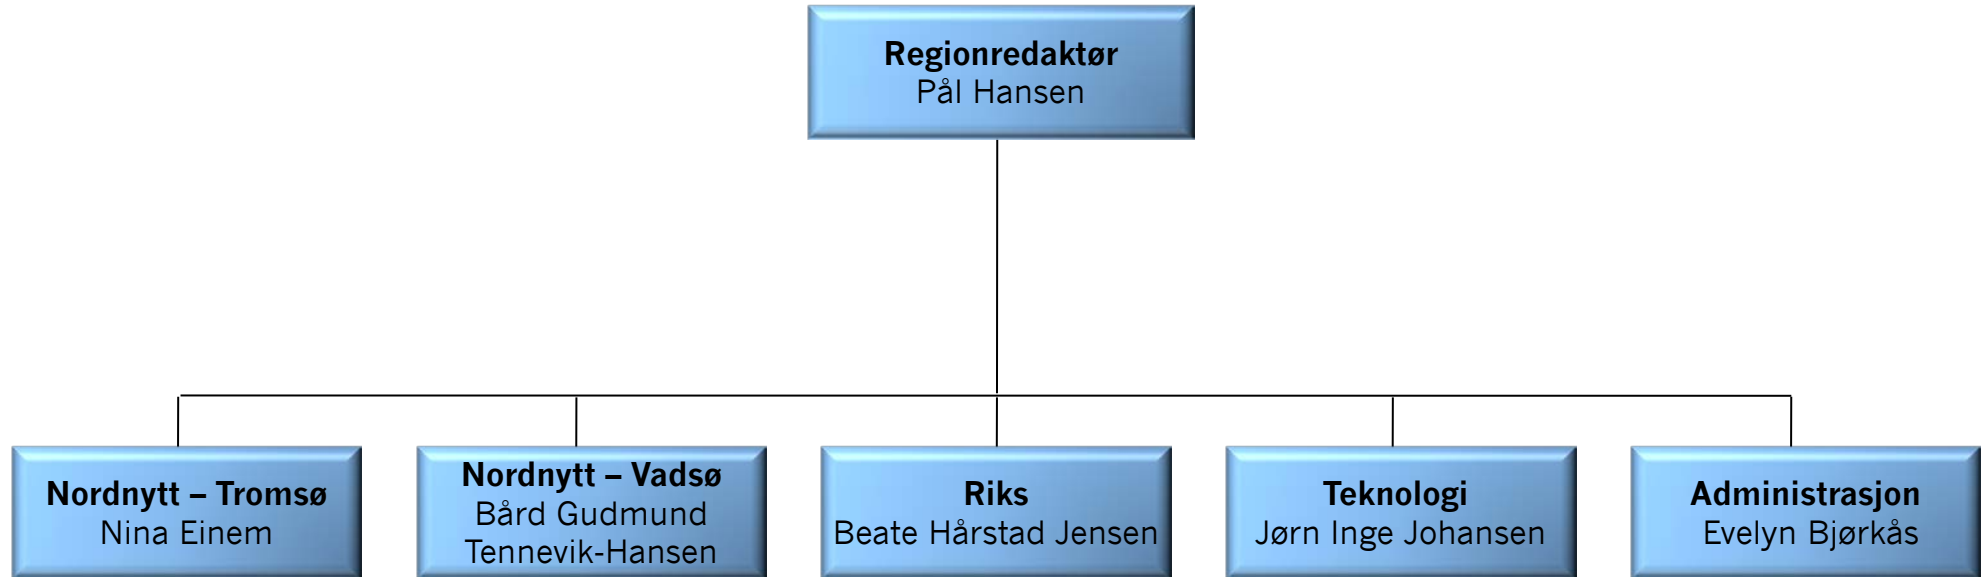 Regionredaktør
Pål Hansen
Nordnytt – Tromsø
Nina Einem
Nordnytt – Vadsø
Bård Gudmund
Tennevik-Hansen
Riks
Beate Hårstad Jensen
Teknologi
Jørn Inge Johansen
Administrasjon
Evelyn Bjørkås